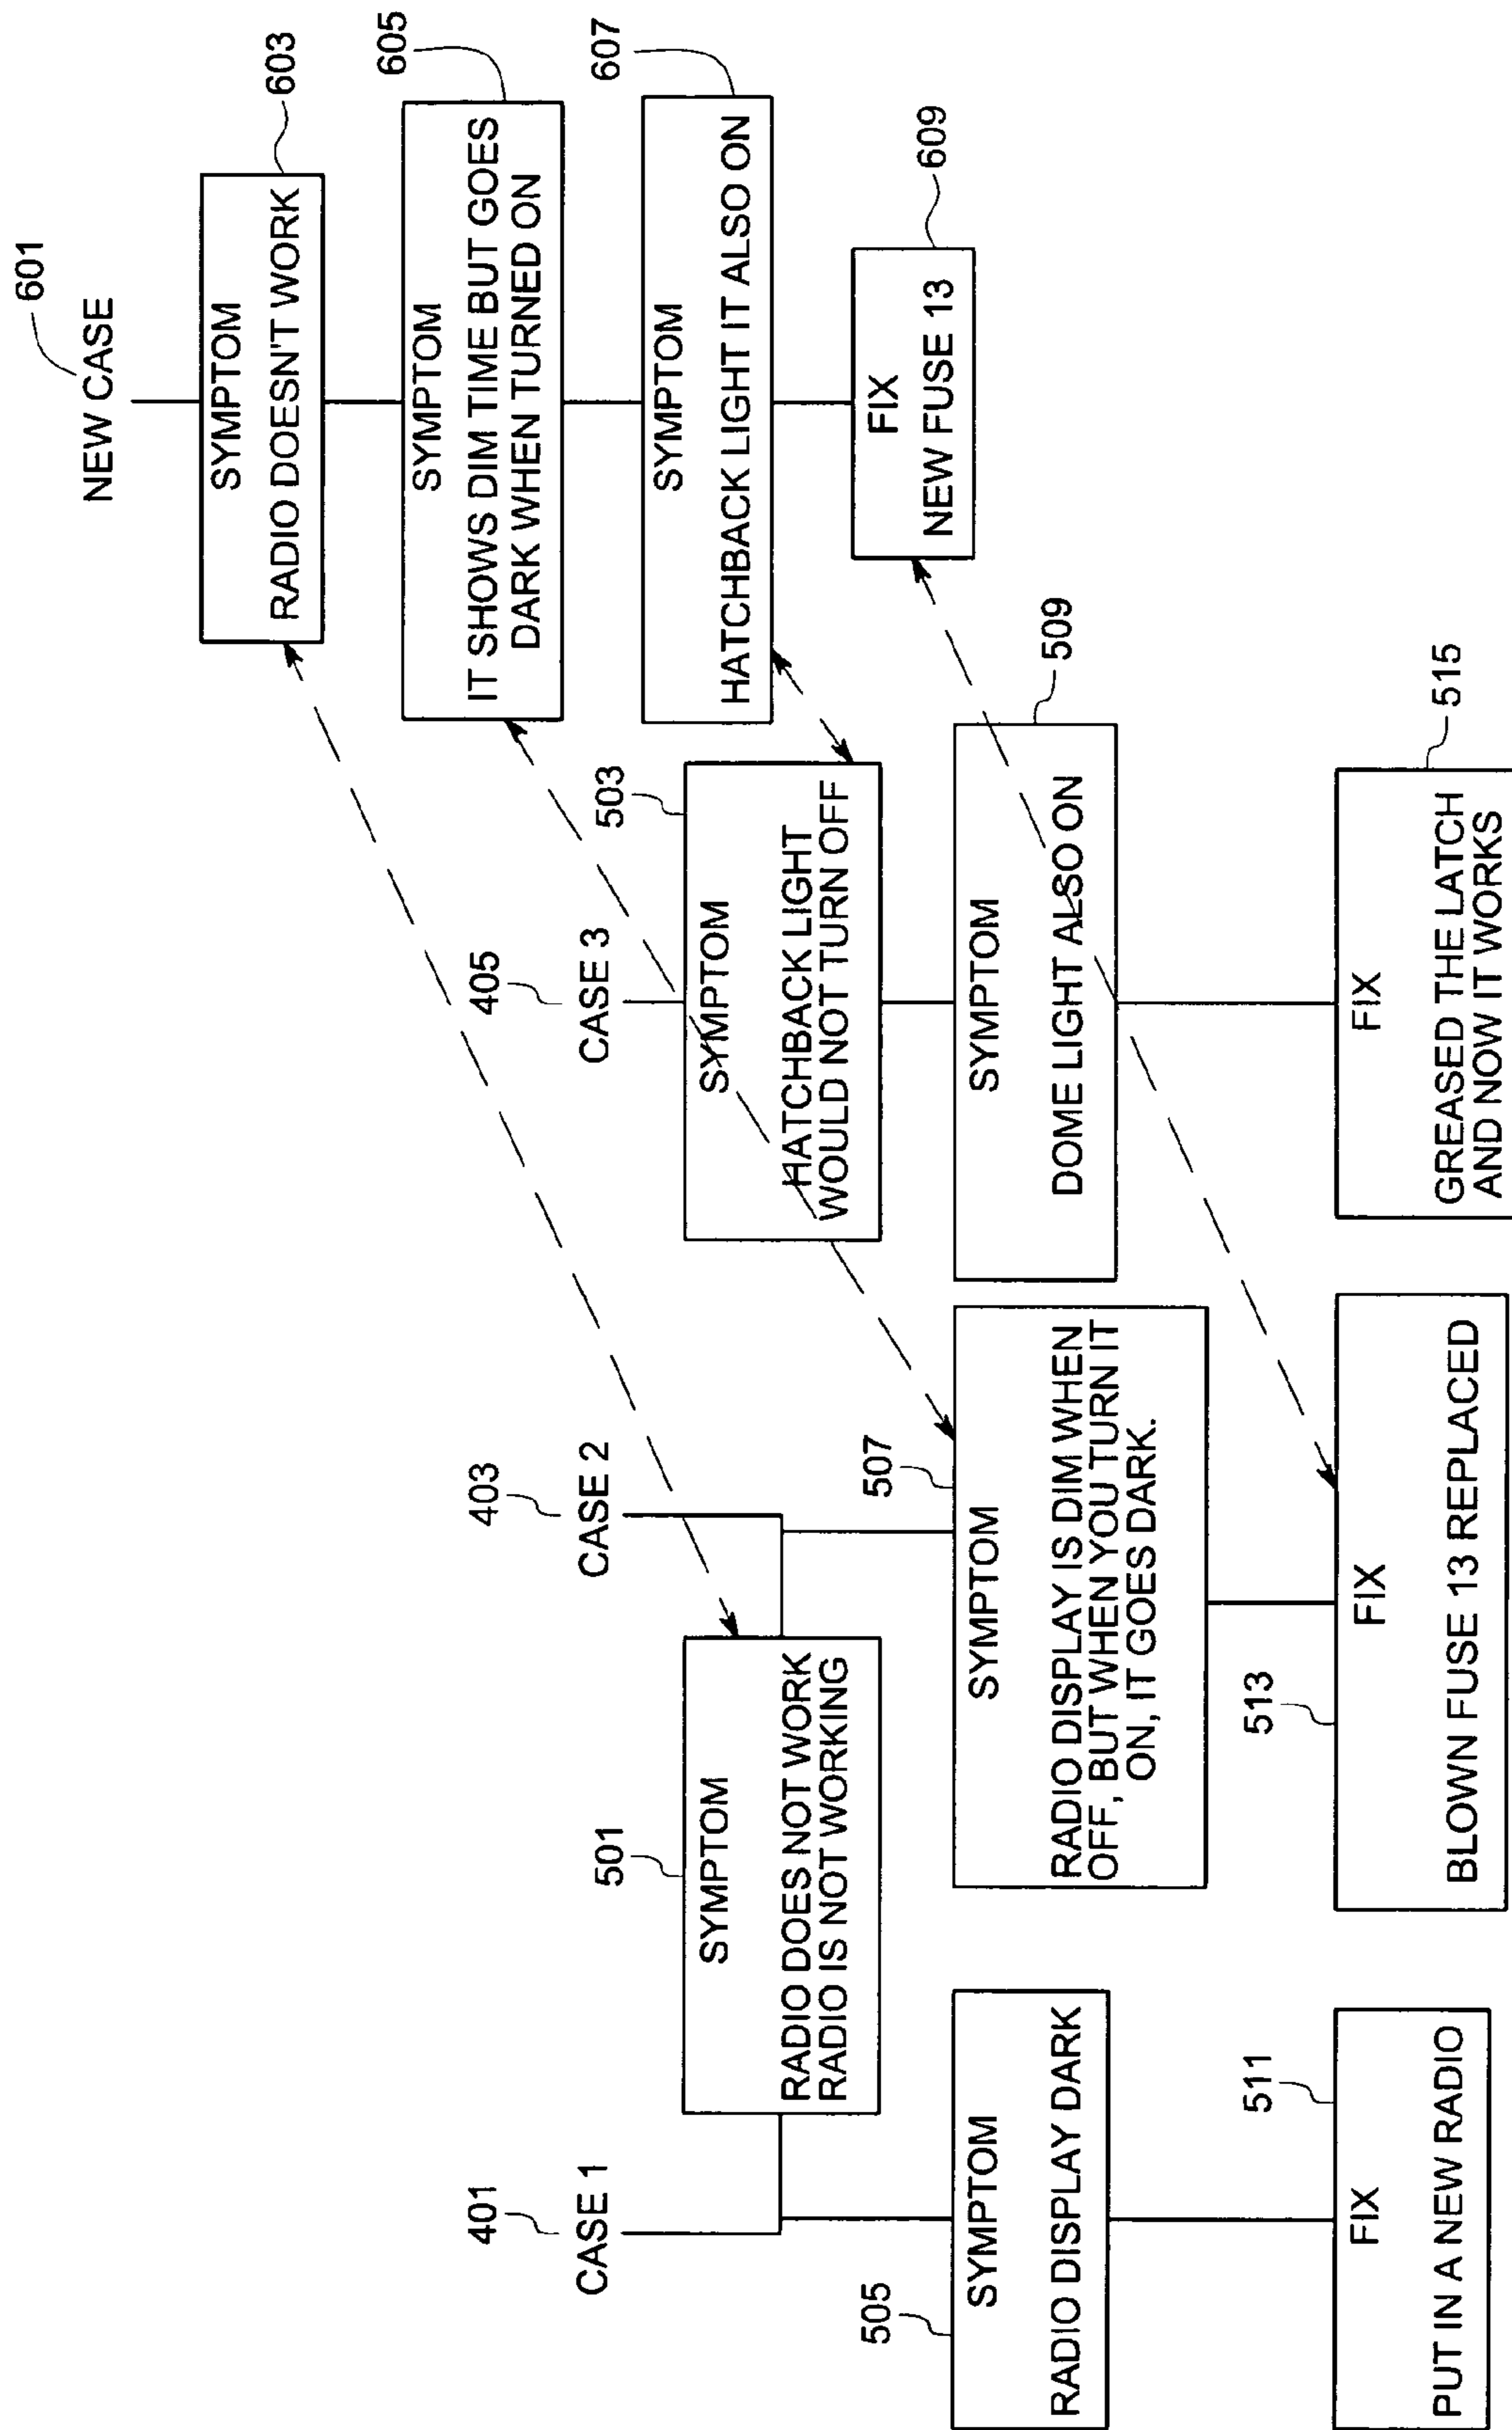 601
NEW CASE
603
SYMPTOM
RADIO DOESN'T WORK
605
SYMPTOM
IT SHOWS DIM TIME BUT GOES
DARK WHEN TURNED ON
607
SYMPTOM
HATCHBACK LIGHT IT ALSO ON
609
FIX
NEW FUSE 13
401
CASE 1
403
CASE 2
405
CASE 3
501
SYMPTOM
RADIO DOES NOT WORK
RADIO IS NOT WORKING
503
SYMPTOM
HATCHBACK LIGHT
WOULD NOT TURN OFF
505
SYMPTOM
RADIO DISPLAY DARK
507
SYMPTOM
RADIO DISPLAY IS DIM WHEN
OFF, BUT WHEN YOU TURN IT
ON, IT GOES DARK.
509
SYMPTOM
DOME LIGHT ALSO ON
511
FIX
PUT IN A NEW RADIO
513
FIX
BLOWN FUSE 13 REPLACED
515
FIX
GREASED THE LATCH
AND NOW IT WORKS